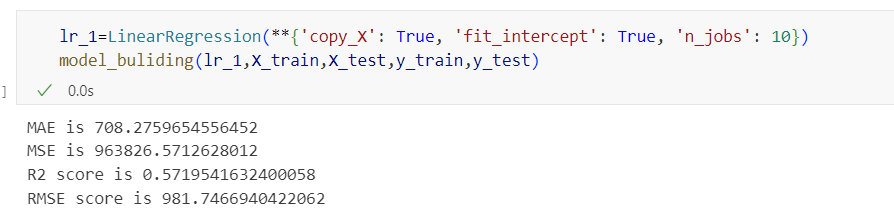 lr_1=LinearRegression(**{'copy_X': True, 'fit_intercept': True, 'n_jobs': 10})
model_buliding(lr_1,X_train,X_test,y_train,y_test)
] ✓ 0.0s
MAE is 708.2759654556452
MSE is 963826.5712628012
R2 score is 0.5719541632400058
RMSE score is 981.7466940422062